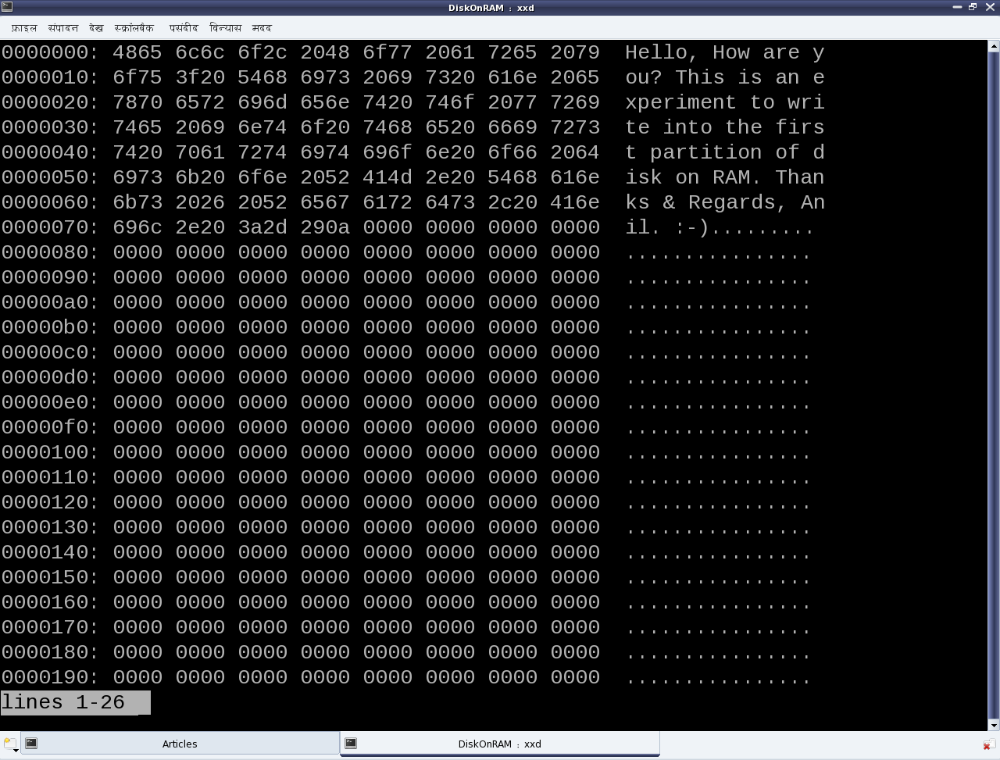 DiskOnRAM : xxd
फ़ाइल संपादन देख स्क्रॉलबैक पसंदीद विन्यास मदद
0000000: 4865 6c6c 6f2c 2048 6f77 2061 7265 2079  Hello, How are y
0000010: 6f75 3f20 5468 6973 2069 7320 616e 2065  ou? This is an e
0000020: 7870 6572 696d 656e 7420 746f 2077 7269  xperiment to wri
0000030: 7465 2069 6e74 6f20 7468 6520 6669 7273  te into the firs
0000040: 7420 7061 7274 6974 696f 6e20 6f66 2064  t partition of d
0000050: 6973 6b20 6f6e 2052 414d 2e20 5468 616e  isk on RAM. Than
0000060: 6b73 2026 2052 6567 6172 6473 2c20 416e  ks & Regards, An
0000070: 696c 2e20 3a2d 290a 0000 0000 0000 0000  il. :-).........
0000080: 0000 0000 0000 0000 0000 0000 0000 0000  ................
0000090: 0000 0000 0000 0000 0000 0000 0000 0000  ................
00000a0: 0000 0000 0000 0000 0000 0000 0000 0000  ................
00000b0: 0000 0000 0000 0000 0000 0000 0000 0000  ................
00000c0: 0000 0000 0000 0000 0000 0000 0000 0000  ................
00000d0: 0000 0000 0000 0000 0000 0000 0000 0000  ................
00000e0: 0000 0000 0000 0000 0000 0000 0000 0000  ................
00000f0: 0000 0000 0000 0000 0000 0000 0000 0000  ................
0000100: 0000 0000 0000 0000 0000 0000 0000 0000  ................
0000110: 0000 0000 0000 0000 0000 0000 0000 0000  ................
0000120: 0000 0000 0000 0000 0000 0000 0000 0000  ................
0000130: 0000 0000 0000 0000 0000 0000 0000 0000  ................
0000140: 0000 0000 0000 0000 0000 0000 0000 0000  ................
0000150: 0000 0000 0000 0000 0000 0000 0000 0000  ................
0000160: 0000 0000 0000 0000 0000 0000 0000 0000  ................
0000170: 0000 0000 0000 0000 0000 0000 0000 0000  ................
0000180: 0000 0000 0000 0000 0000 0000 0000 0000  ................
0000190: 0000 0000 0000 0000 0000 0000 0000 0000  ................
lines 1-26
Articles DiskOnRAM : xxd